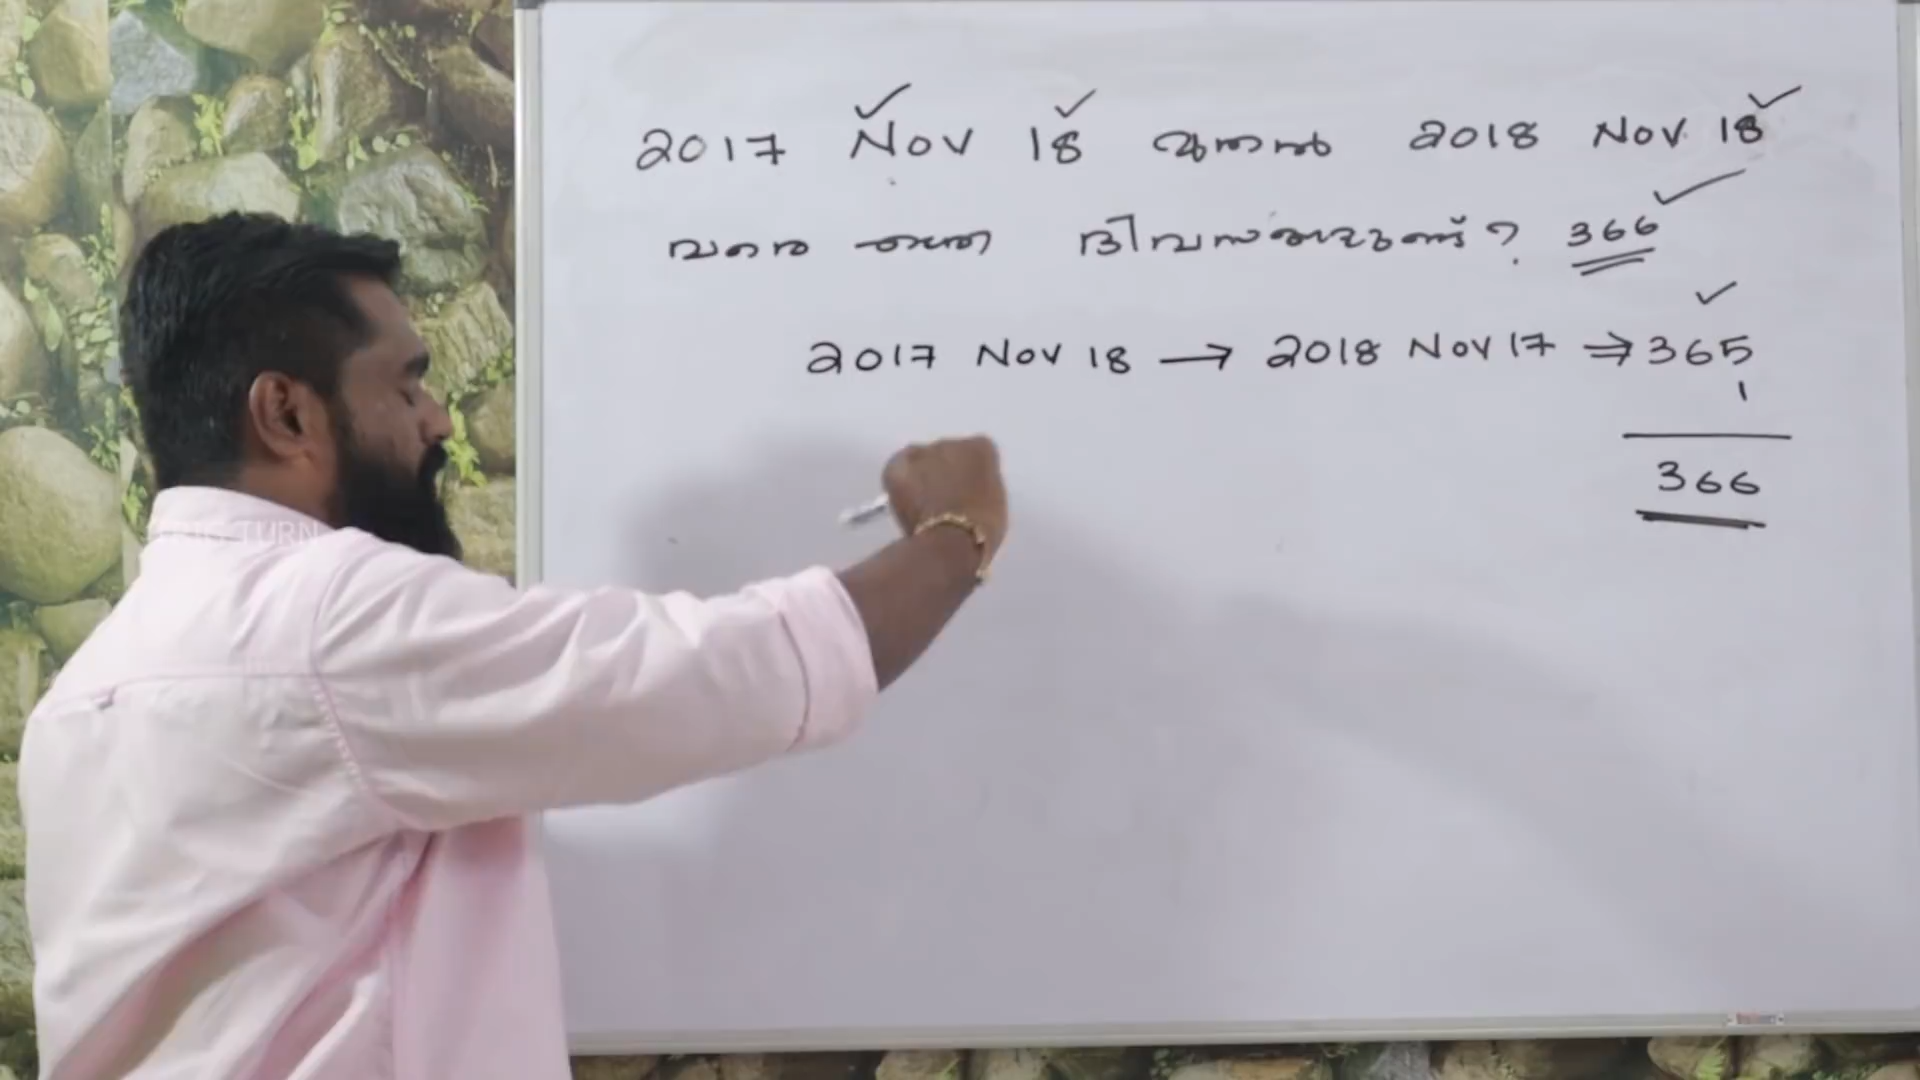 2017 Nov 18 മുതൽ 2018 Nov 18
വരെ എത്ര ദിവസങ്ങളുണ്ട്? 366
2017 Nov 18 → 2018 Nov 17 ⇒ 365
1
366
TURN